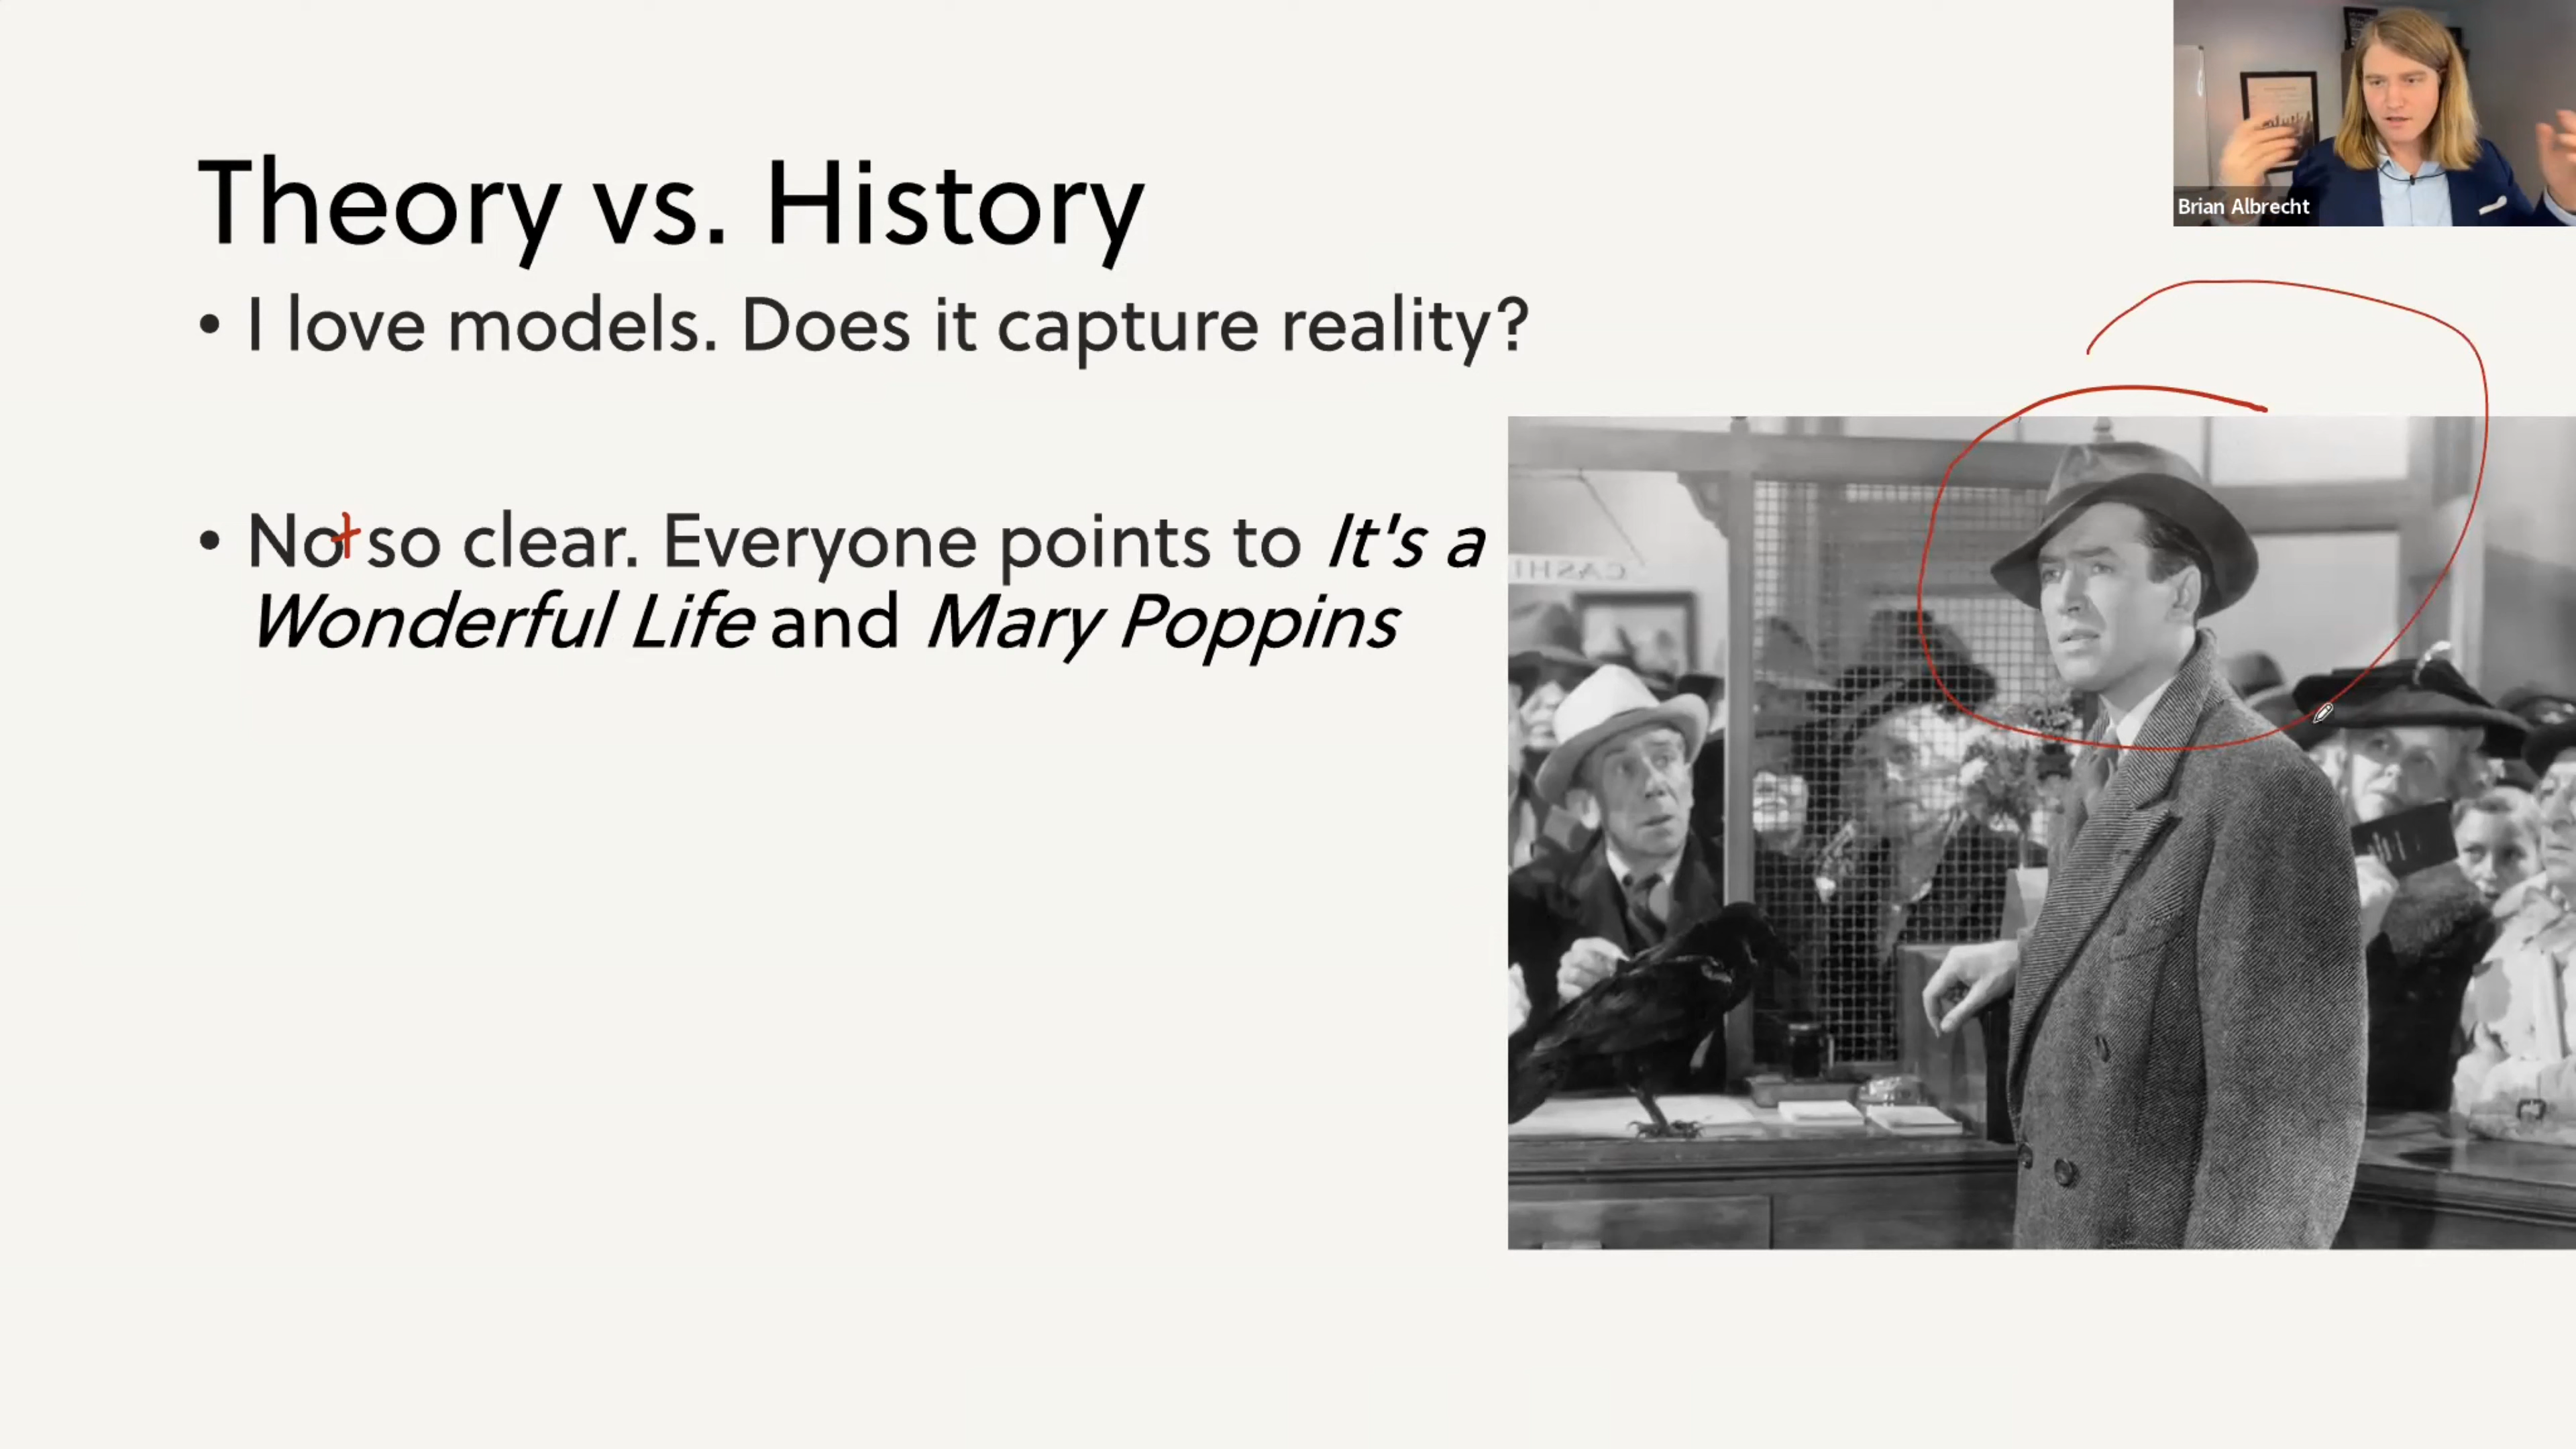 Brian Albrecht
Theory vs. History
• I love models. Does it capture reality?
• Not so clear. Everyone points to It's a
Wonderful Life and Mary Poppins